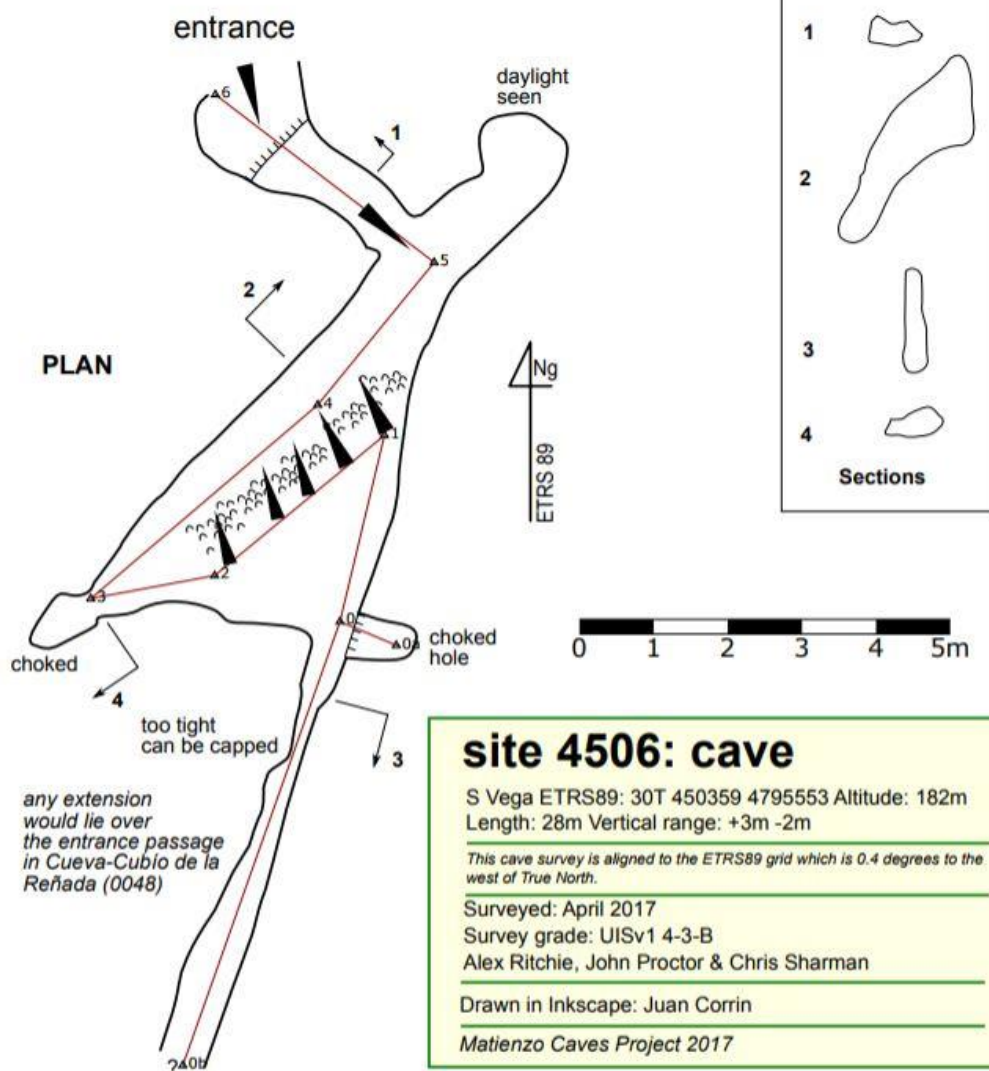 entrance
6
daylight
seen
1
5
2
PLAN
4
1
Ng
ETRS 89
2
3
choked
0
0
choked
hole
4
too tight
can be capped
3
any extension
would lie over
the entrance passage
in Cueva-Cubío de la
Reñada (0048)
?
0b
1
2
3
4
Sections
0 1 2 3 4 5m
site 4506: cave
S Vega ETRS89: 30T 450359 4795553 Altitude: 182m
Length: 28m Vertical range: +3m -2m
This cave survey is aligned to the ETRS89 grid which is 0.4 degrees to the
west of True North.
Surveyed: April 2017
Survey grade: UISv1 4-3-B
Alex Ritchie, John Proctor & Chris Sharman
Drawn in Inkscape: Juan Corrin
Matienzo Caves Project 2017